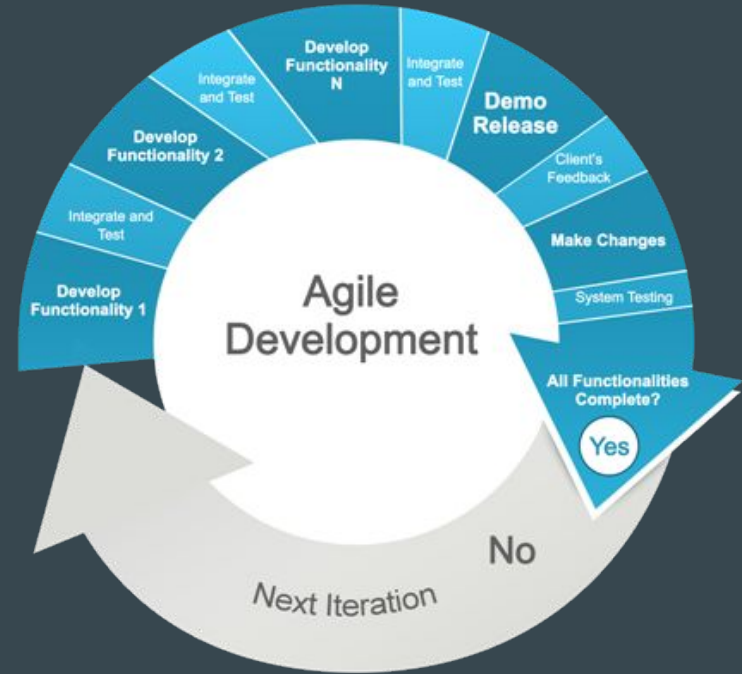 Develop
Functionality 1
Integrate and
Test
Develop
Functionality 2
Integrate
and Test
Develop
Functionality
N
Integrate
and Test
Demo
Release
Client's
Feedback
Make Changes
System Testing
All Functionalities
Complete?
Yes
No
Next Iteration
Agile
Development